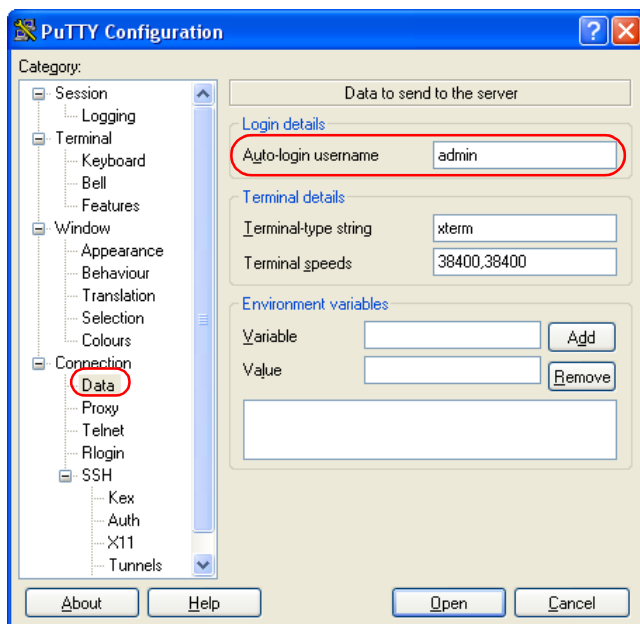 PuTTY Configuration
Category:
Session
Logging
Terminal
Keyboard
Bell
Features
Window
Appearance
Behaviour
Translation
Selection
Colours
Connection
Data
Proxy
Telnet
Rlogin
SSH
Kex
Auth
X11
Tunnels
Data to send to the server
Login details
Auto-login username admin
Terminal details
Terminal-type string xterm
Terminal speeds 38400,38400
Environment variables
Variable Add
Value Remove
About Help Open Cancel